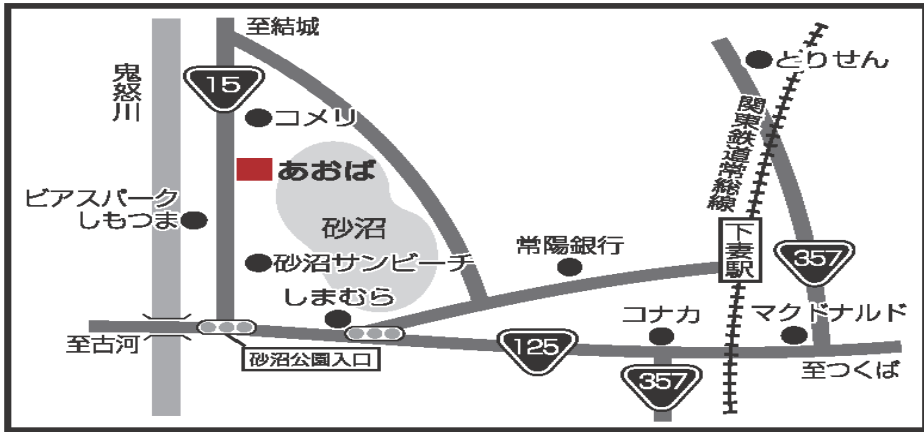 至結城
鬼怒川
15
コメリ
とりせん
関東鉄道常総線
あおば
ビアスパーク
しもつま
砂沼
砂沼サンビーチ
常陽銀行
下妻駅
357
しまむら
コナカ
マクドナルド
至古河
砂沼公園入口
125
357
至つくば